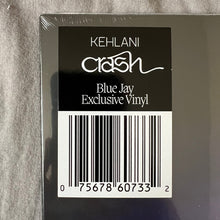 KEHLANI
crash
Blue Jay
Exclusive Vinyl
0 75678 60733 2